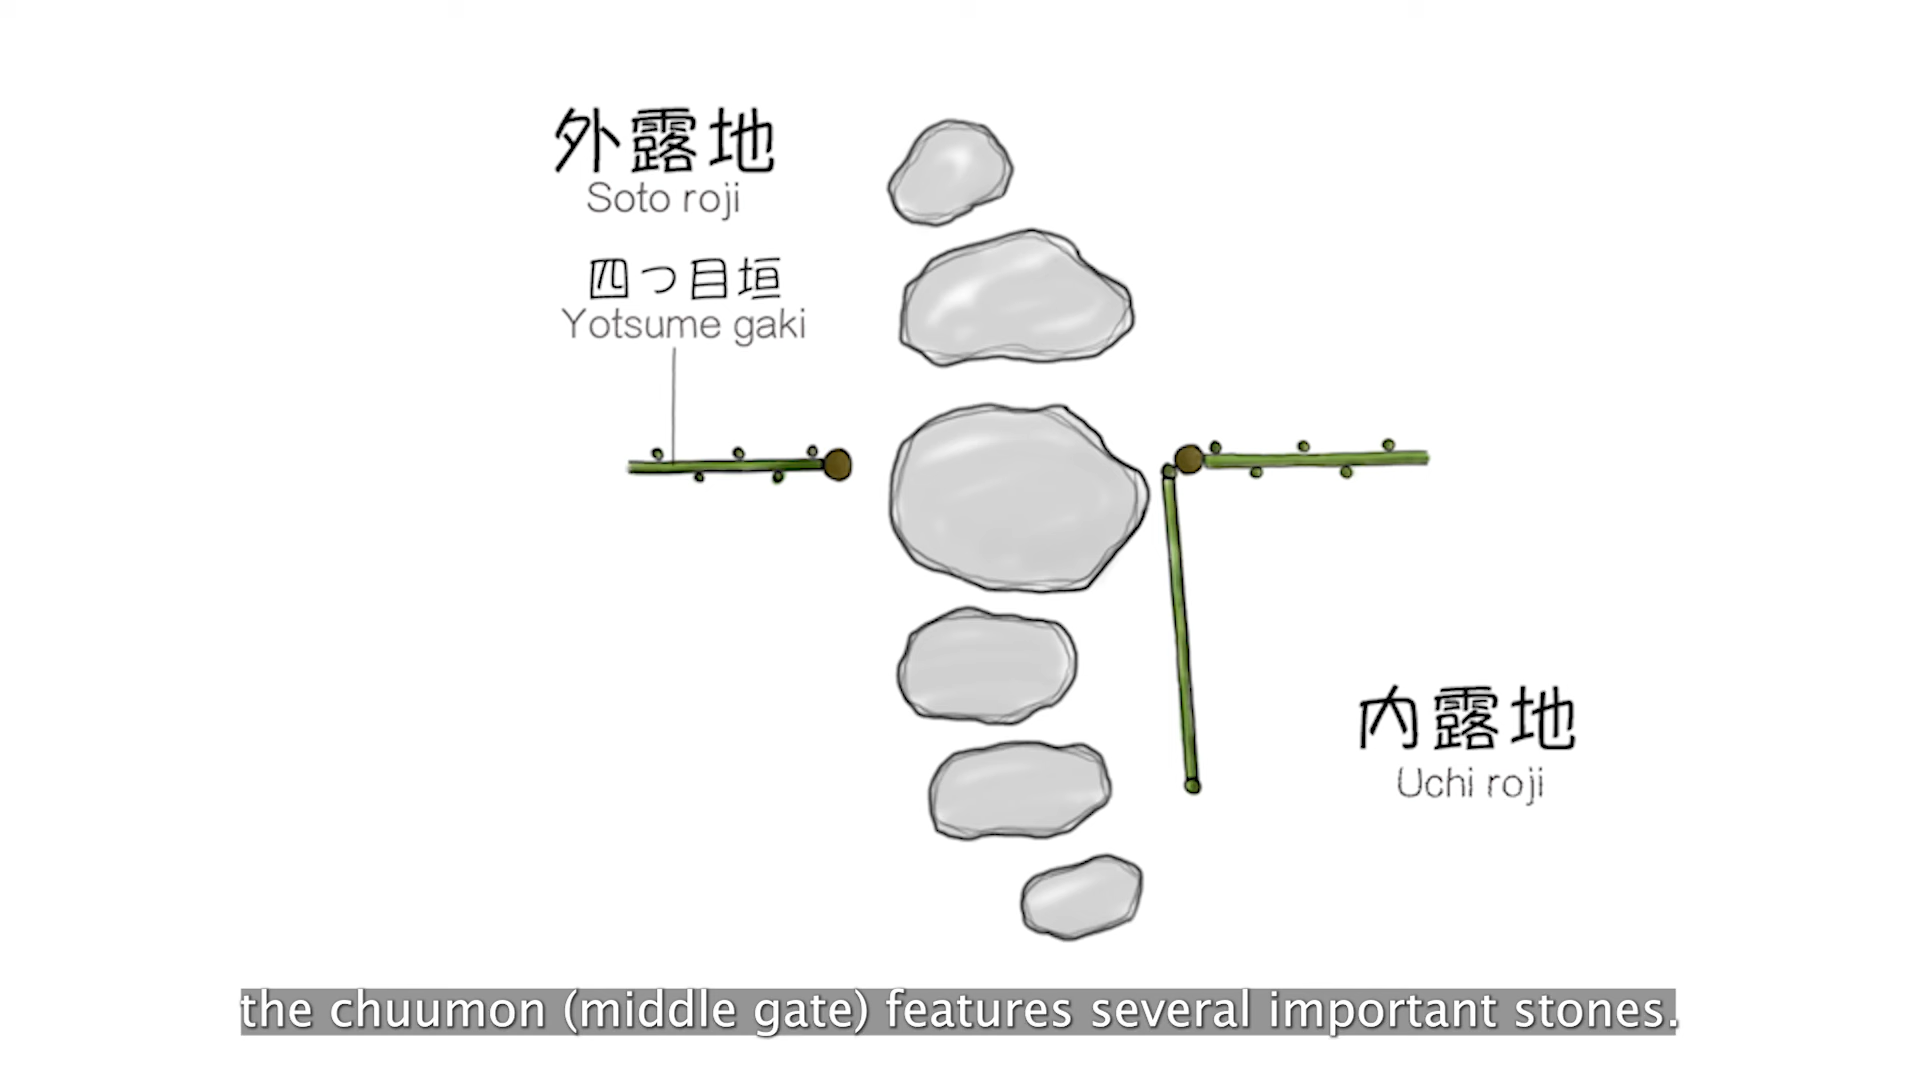 外露地
Soto roji
四つ目垣
Yotsume gaki
内露地
Uchi roji
the chuumon (middle gate) features several important stones.